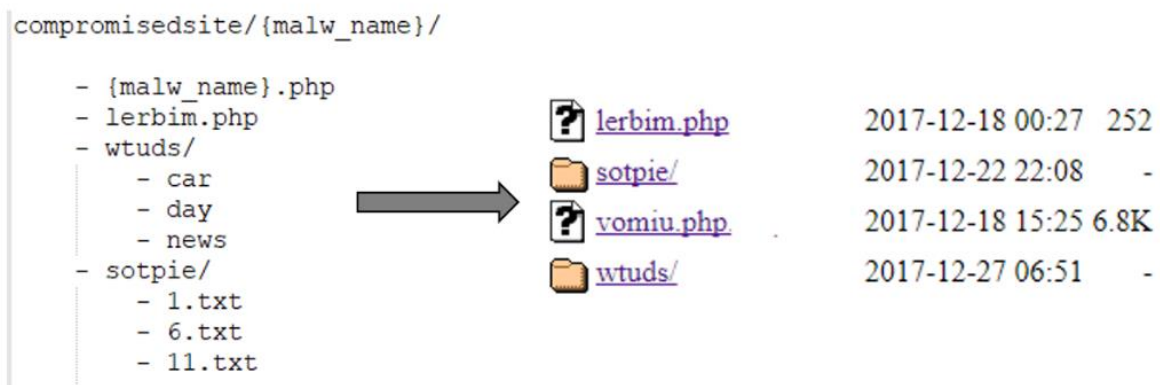 compromisedsite/{malw_name}/
- {malw_name}.php
- lerbim.php
- wtuds/
- car
- day
- news
- sotpie/
- 1.txt
- 6.txt
- 11.txt
lerbim.php 2017-12-18 00:27 252
sotpie/ 2017-12-22 22:08 -
vomiu.php 2017-12-18 15:25 6.8K
wtuds/ 2017-12-27 06:51 -